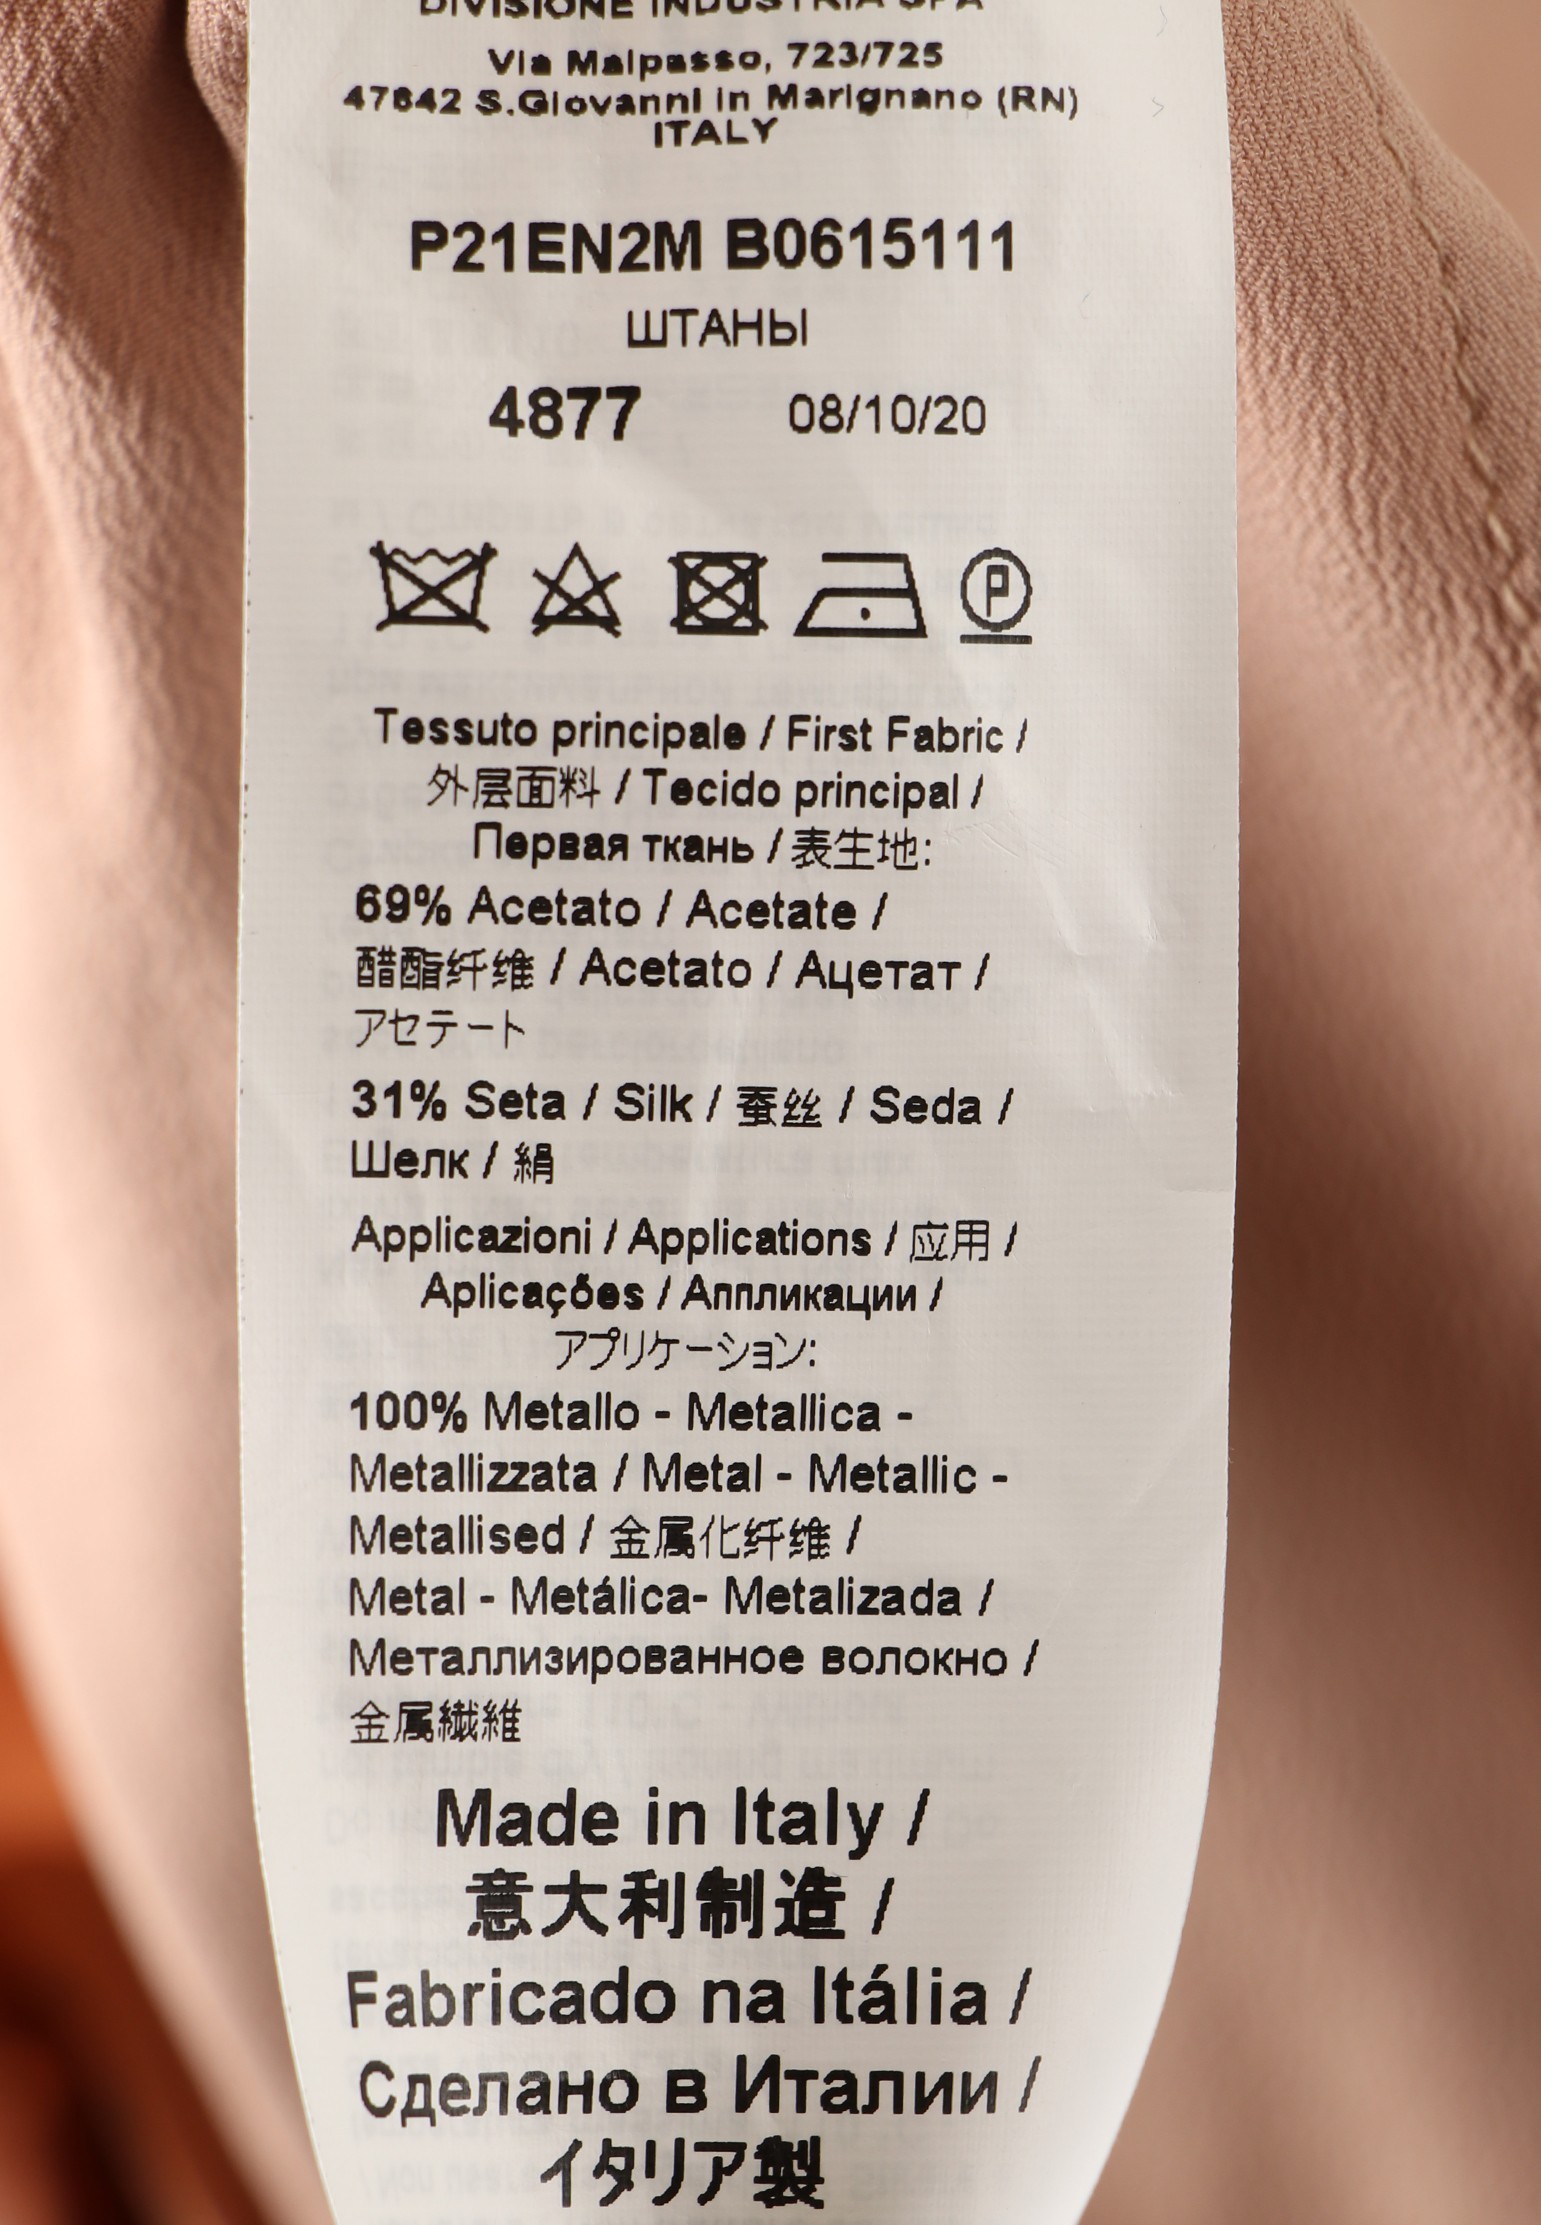 DIVISIONE INDUSTRIA SPA
Via Malpasso, 723/725
47842 S.Giovanni in Marignano (RN)
ITALY
P21EN2M B0615111
ШТАНЫ
4877 08/10/20
P
Tessuto principale / First Fabric /
外层面料 / Tecido principal /
Первая ткань / 表生地:
69% Acetato / Acetate /
醋酯纤维 / Acetato / Ацетат /
アセテート
31% Seta / Silk / 蚕丝 / Seda /
Шелк / 絹
Applicazioni / Applications / 应用 /
Aplicações / Аппликации /
アプリケーション:
100% Metallo - Metallica -
Metallizzata / Metal - Metallic -
Metallised / 金属化纤维 /
Metal - Metálica- Metalizada /
Металлизированное волокно /
金属繊維
Made in Italy /
意大利制造 /
Fabricado na Itália /
Сделано в Италии /
イタリア製